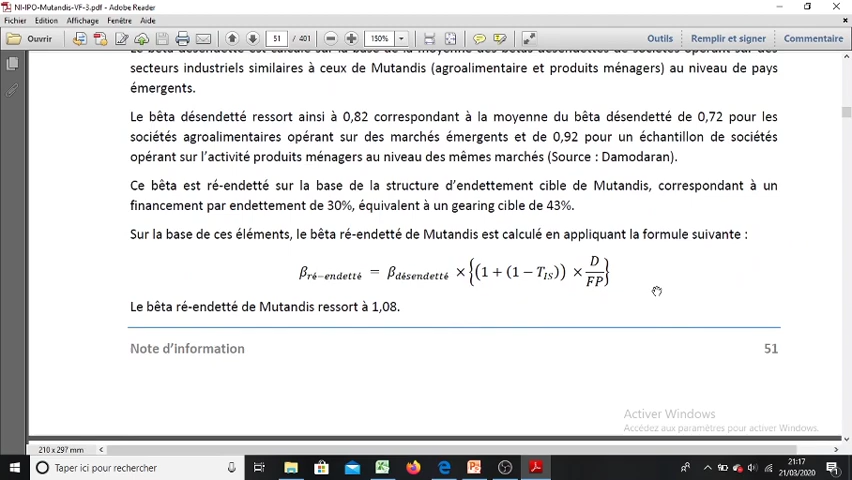 NI-IPO-Mutandis-VF-3.pdf - Adobe Reader
Fichier Edition Affichage Fenêtre Aide
Ouvrir 51 / 401 150% Outils Remplir et signer Commentaire
secteurs industriels similaires à ceux de Mutandis (agroalimentaire et produits ménagers) au niveau de pays
émergents.
Le bêta désendetté ressort ainsi à 0,82 correspondant à la moyenne du bêta désendetté de 0,72 pour les
sociétés agroalimentaires opérant sur des marchés émergents et de 0,92 pour un échantillon de sociétés
opérant sur l'activité produits ménagers au niveau des mêmes marchés (Source : Damodaran).
Ce bêta est ré-endetté sur la base de la structure d'endettement cible de Mutandis, correspondant à un
financement par endettement de 30%, équivalent à un gearing cible de 43%.
Sur la base de ces éléments, le bêta ré-endetté de Mutandis est calculé en appliquant la formule suivante :
β ré−endetté = β désendetté × {(1 + (1 − T IS)) × D/FP}
Le bêta ré-endetté de Mutandis ressort à 1,08.
Note d'information 51
Activer Windows
Accédez aux paramètres pour activer Windows.
210 x 297 mm
Taper ici pour rechercher
21:17
21/03/2020